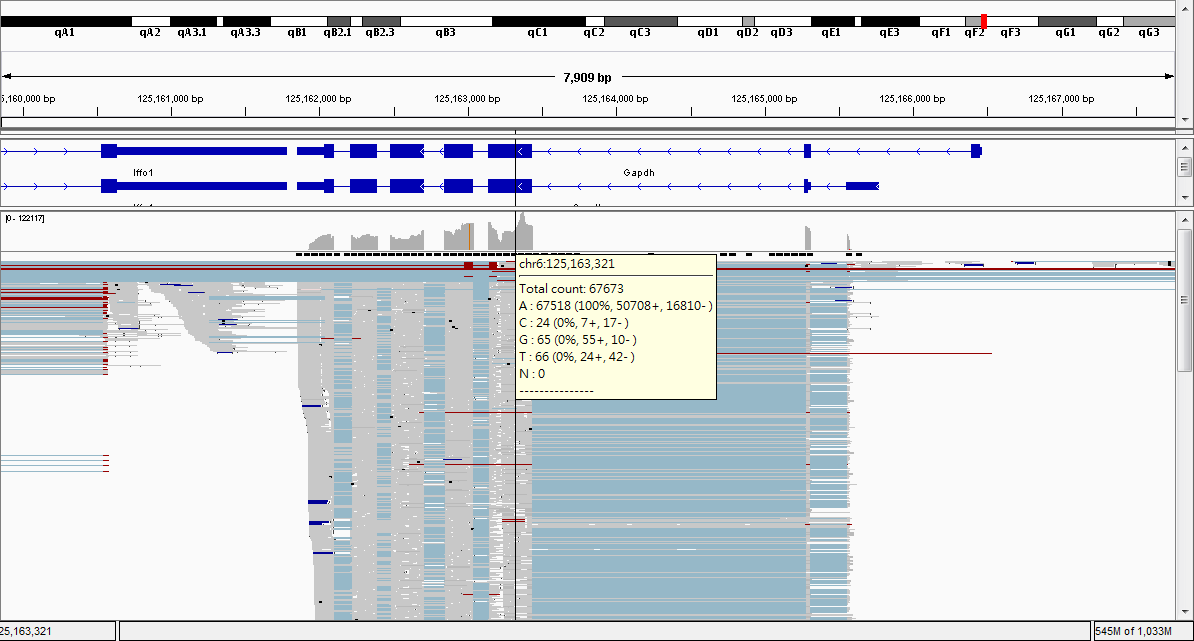 qA1 qA2 qA3.1 qA3.3 qB1 qB2.1 qB2.3 qB3 qC1 qC2 qC3 qD1 qD2 qD3 qE1 qE3 qF1 qF2 qF3 qG1 qG2 qG3
7,909 bp
5,160,000 bp 125,161,000 bp 125,162,000 bp 125,163,000 bp 125,164,000 bp 125,165,000 bp 125,166,000 bp 125,167,000 bp
Iffo1 Gapdh
[0 - 122117]
chr6:125,163,321
Total count: 67673
A : 67518 (100%, 50708+, 16810- )
C : 24 (0%, 7+, 17- )
G : 65 (0%, 55+, 10- )
T : 66 (0%, 24+, 42- )
N : 0
---------------
25,163,321 545M of 1,033M